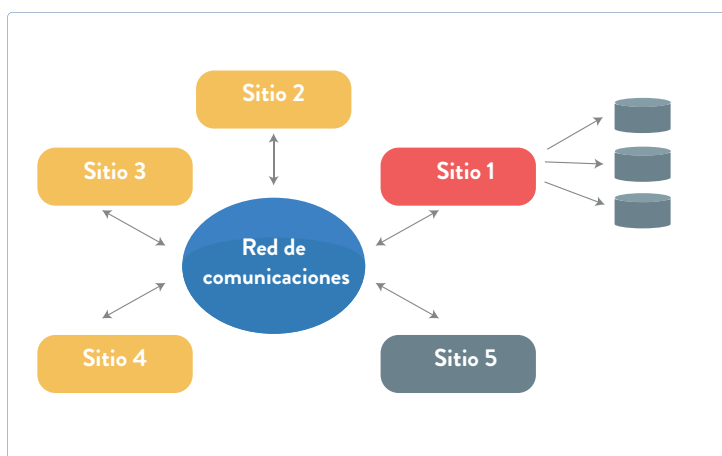 Sitio 2
Sitio 3
Sitio 1
Red de
comunicaciones
Sitio 4
Sitio 5